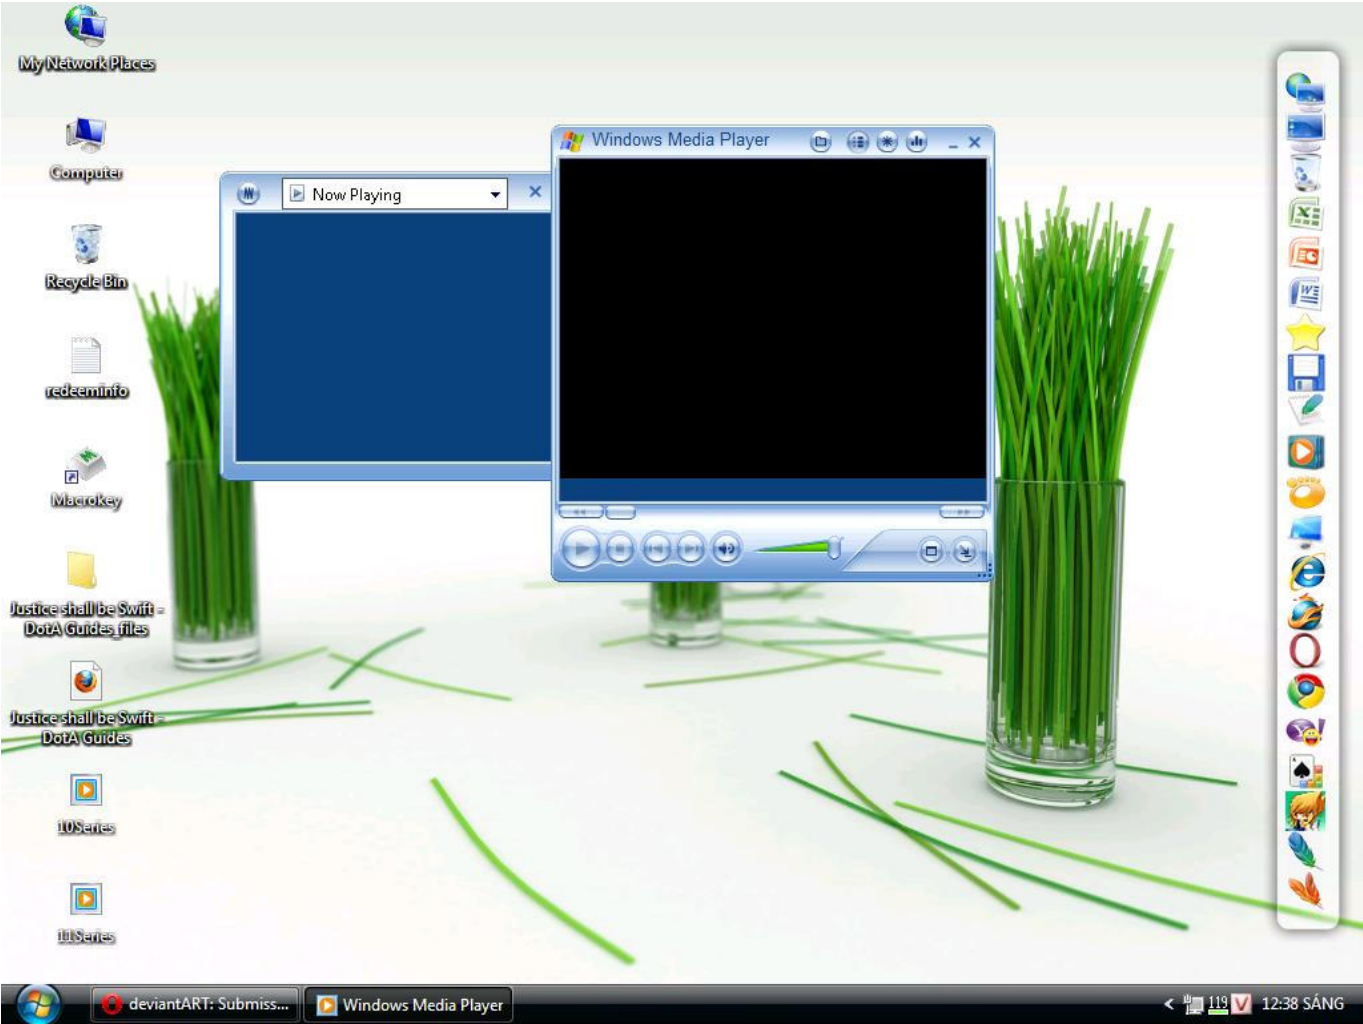 My Network Places
Computer
Recycle Bin
redeeminfo
Macrokey
Justice shall be Swift -
DotA Guides_files
Justice shall be Swift -
DotA Guides
10Series
11Series
Now Playing
Windows Media Player
deviantART: Submiss...
Windows Media Player
119
V
12:38 SÁNG